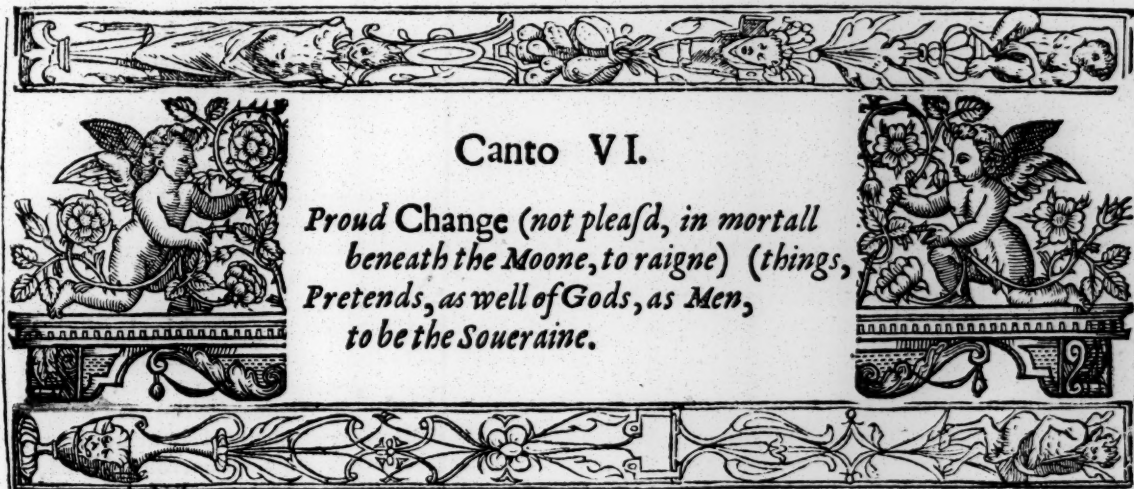 Canto VI.
Proud Change (not pleaſd, in mortall
beneath the Moone, to raigne) (things,
Pretends, as well of Gods, as Men,
to be the Soueraine.